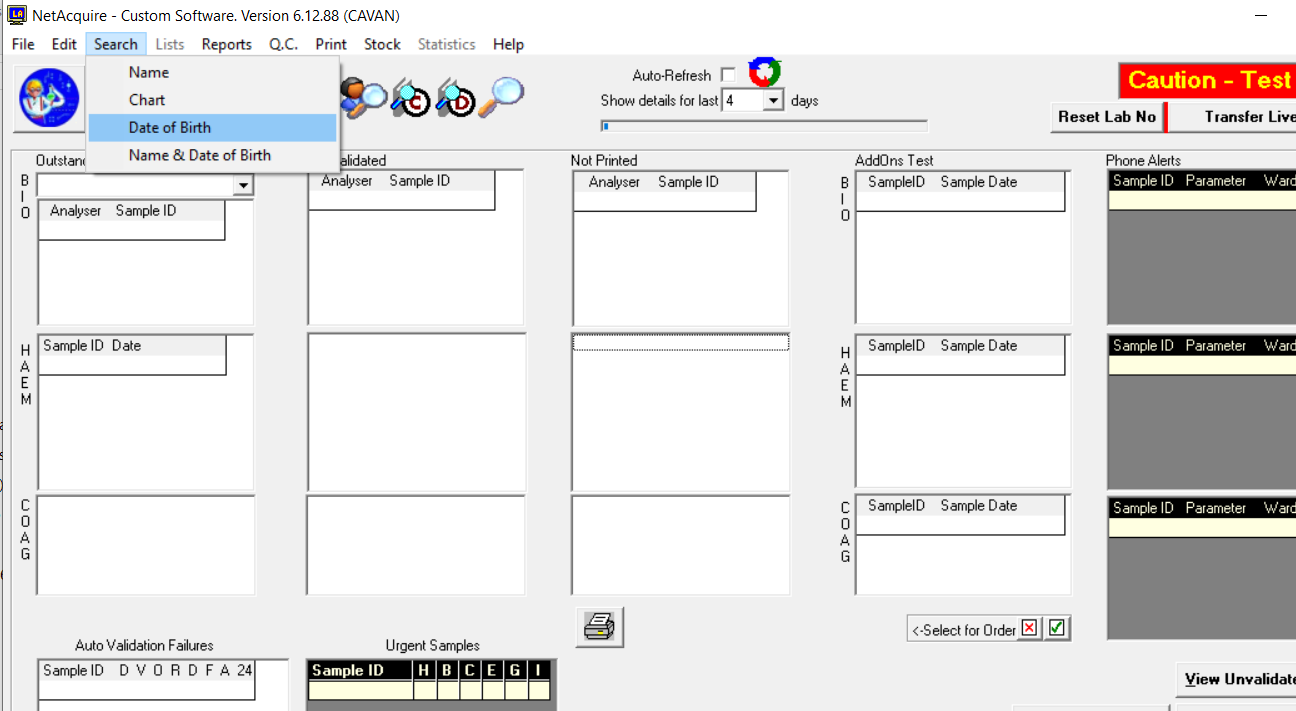 NetAcquire - Custom Software. Version 6.12.88 (CAVAN)
File Edit Search Lists Reports Q.C. Print Stock Statistics Help
Name
Chart
Date of Birth
Name & Date of Birth
C D
Auto-Refresh
Show details for last 4 days
Caution - Test
Reset Lab No Transfer Live
Outstan alidated Not Printed AddOns Test Phone Alerts
B
I
O
Analyser Sample ID
Analyser Sample ID
Analyser Sample ID
B
I
O
SampleID Sample Date
Sample ID Parameter Ward
H
A
E
M
Sample ID Date
H
A
E
M
SampleID Sample Date
Sample ID Parameter Ward
C
O
A
G
C
O
A
G
SampleID Sample Date
Sample ID Parameter Ward
<-Select for Order
Auto Validation Failures
Sample ID D V O R D F A 24
Urgent Samples
Sample ID H B C E G I
View Unvalidate